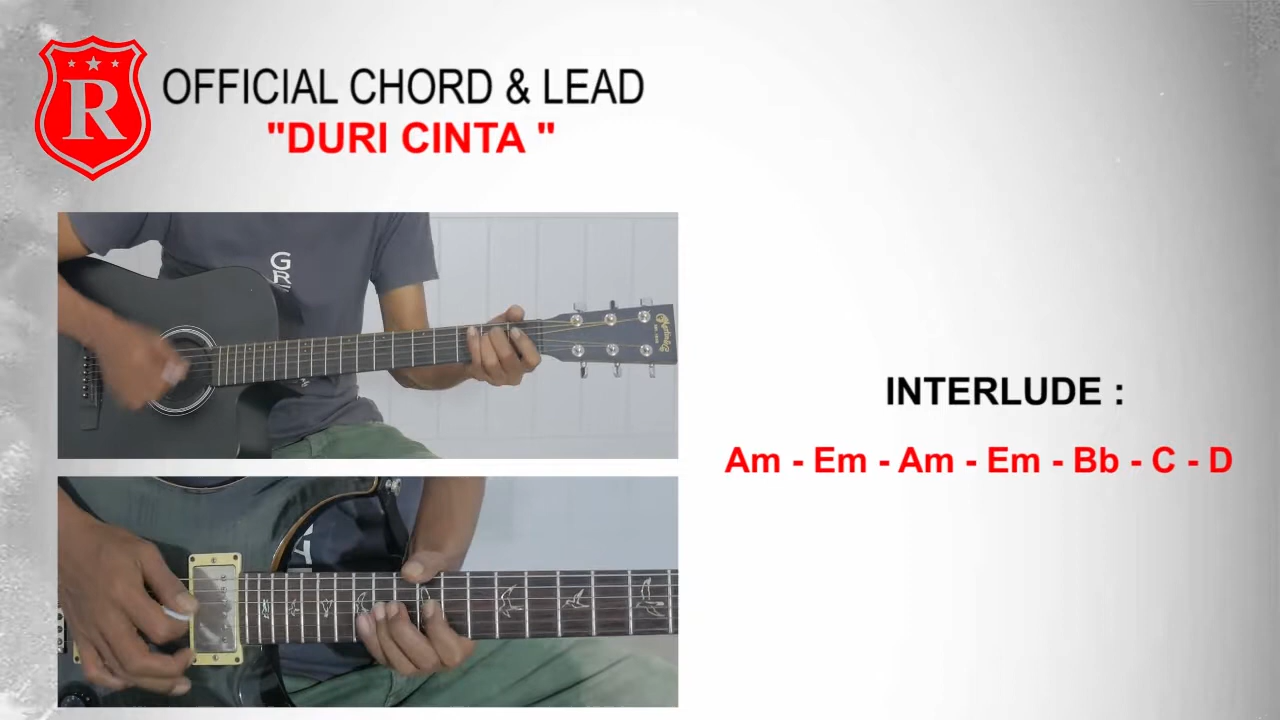 R
OFFICIAL CHORD & LEAD
"DURI CINTA "
INTERLUDE :
Am - Em - Am - Em - Bb - C - D